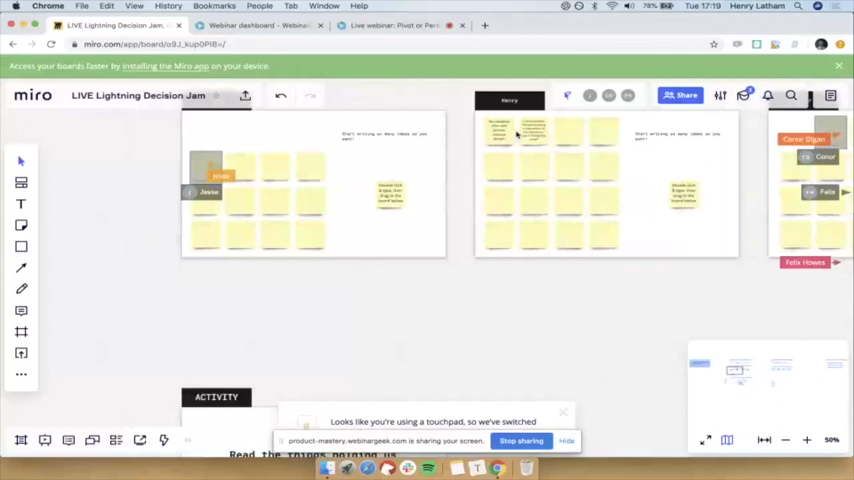 Chrome File Edit View History Bookmarks People Tab Window Help 78% Tue 17:19 Henry Latham
LIVE Lightning Decision Jam, Webinar dashboard - Webinar Live webinar: Pivot or Pers
miro.com/app/board/o9J_kup0PI8=/
Access your boards faster by installing the Miro app on your device.
miro LIVE Lightning Decision Jam Share
Henry
Start writing as many ideas as you want!
Start writing as many ideas as you want!
Conor Digan
Conor
Jesse
Felix
Double click & type, then drag to the board below
Double click & type, then drag to the board below
Felix Howes
ACTIVITY
Looks like you're using a touchpad, so we've switched
product-mastery.webinargeek.com is sharing your screen. Stop sharing Hide
Read the things holding us
50%